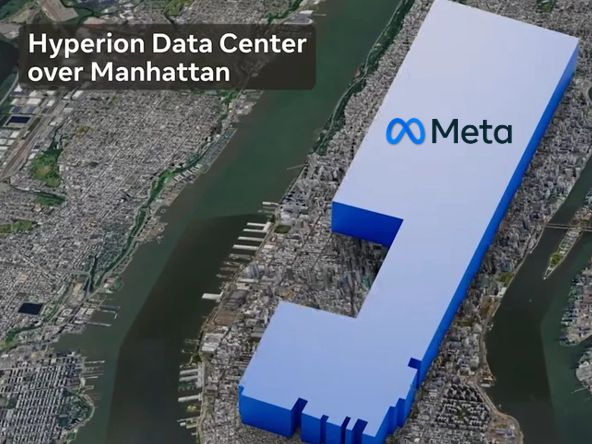 Hyperion Data Center
over Manhattan
Meta